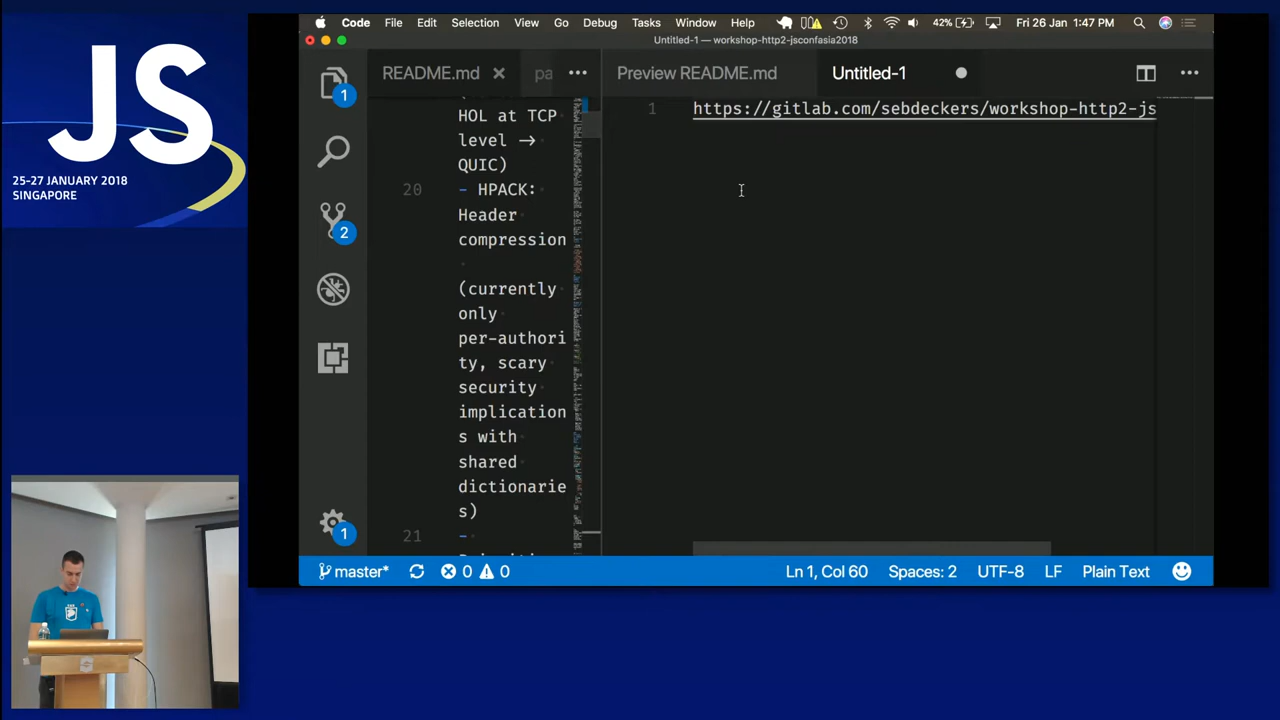 JS
25-27 JANUARY 2018
SINGAPORE
Code File Edit Selection View Go Debug Tasks Window Help 42% Fri 26 Jan 1:47 PM
Untitled-1 — workshop-http2-jsconfasia2018
README.md
Preview README.md
Untitled-1
1
2
1
HOL at TCP
level →
QUIC)
20 - HPACK:
Header
compression
(currently
only
per-authori
ty, scary
security
implication
s with
shared
dictionarie
s)
21 -
1 https://gitlab.com/sebdeckers/workshop-http2-js
master* 0 0 Ln 1, Col 60 Spaces: 2 UTF-8 LF Plain Text